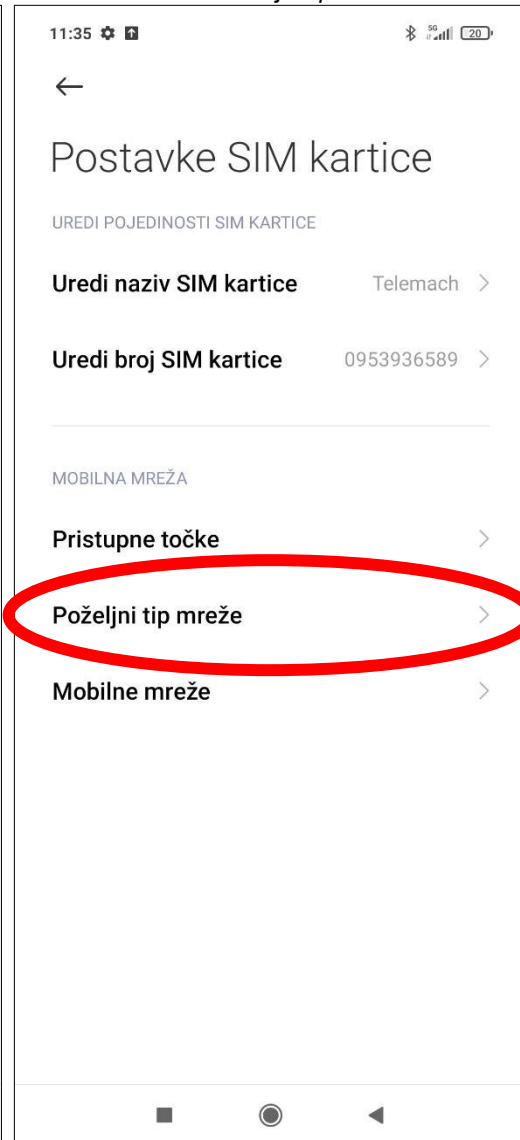 11:35
5G
20
Postavke SIM kartice
UREDI POJEDINOSTI SIM KARTICE
Uredi naziv SIM kartice Telemach
Uredi broj SIM kartice 0953936589
MOBILNA MREŽA
Pristupne točke
Poželjni tip mreže
Mobilne mreže